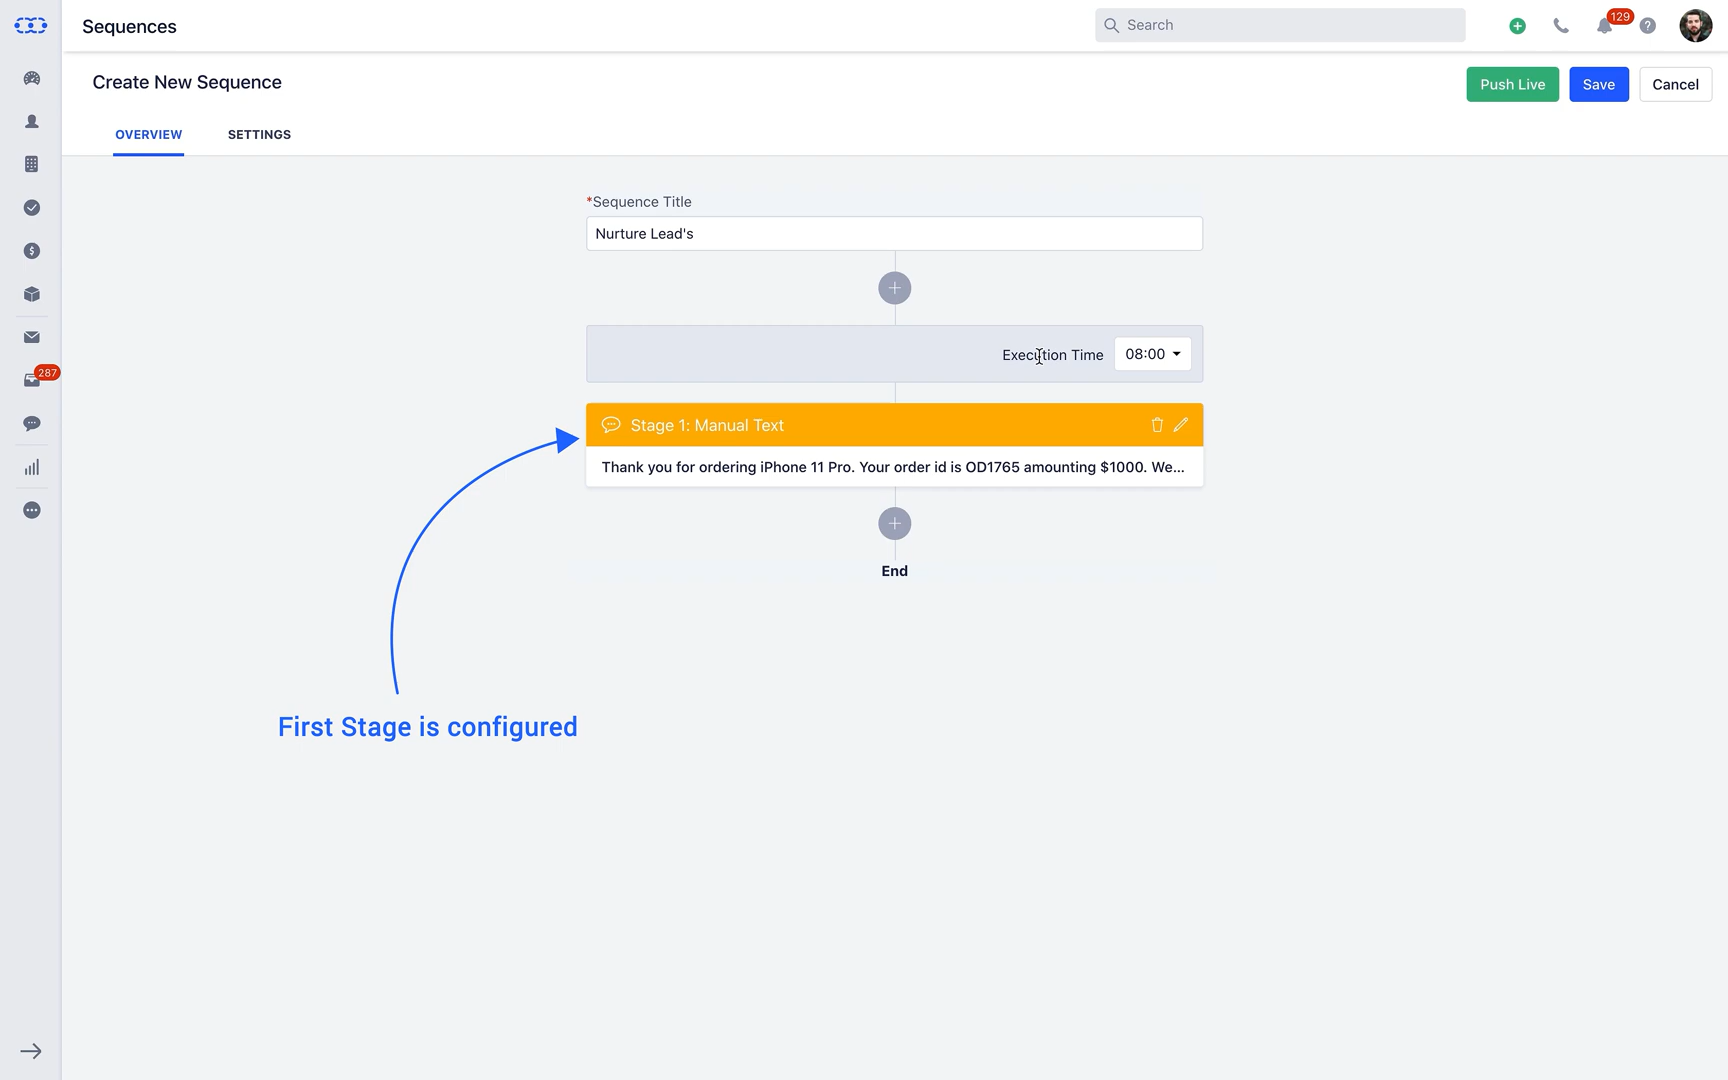 Sequences
Search
129
Create New Sequence
Push Live
Save
Cancel
OVERVIEW
SETTINGS
*Sequence Title
Nurture Lead's
Execution Time
08:00
287
Stage 1: Manual Text
Thank you for ordering iPhone 11 Pro. Your order id is OD1765 amounting $1000. We...
End
First Stage is configured